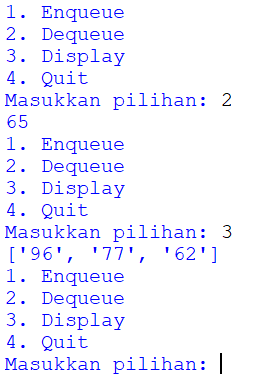 1. Enqueue
2. Dequeue
3. Display
4. Quit
Masukkan pilihan: 2
65
1. Enqueue
2. Dequeue
3. Display
4. Quit
Masukkan pilihan: 3
['96', '77', '62']
1. Enqueue
2. Dequeue
3. Display
4. Quit
Masukkan pilihan: